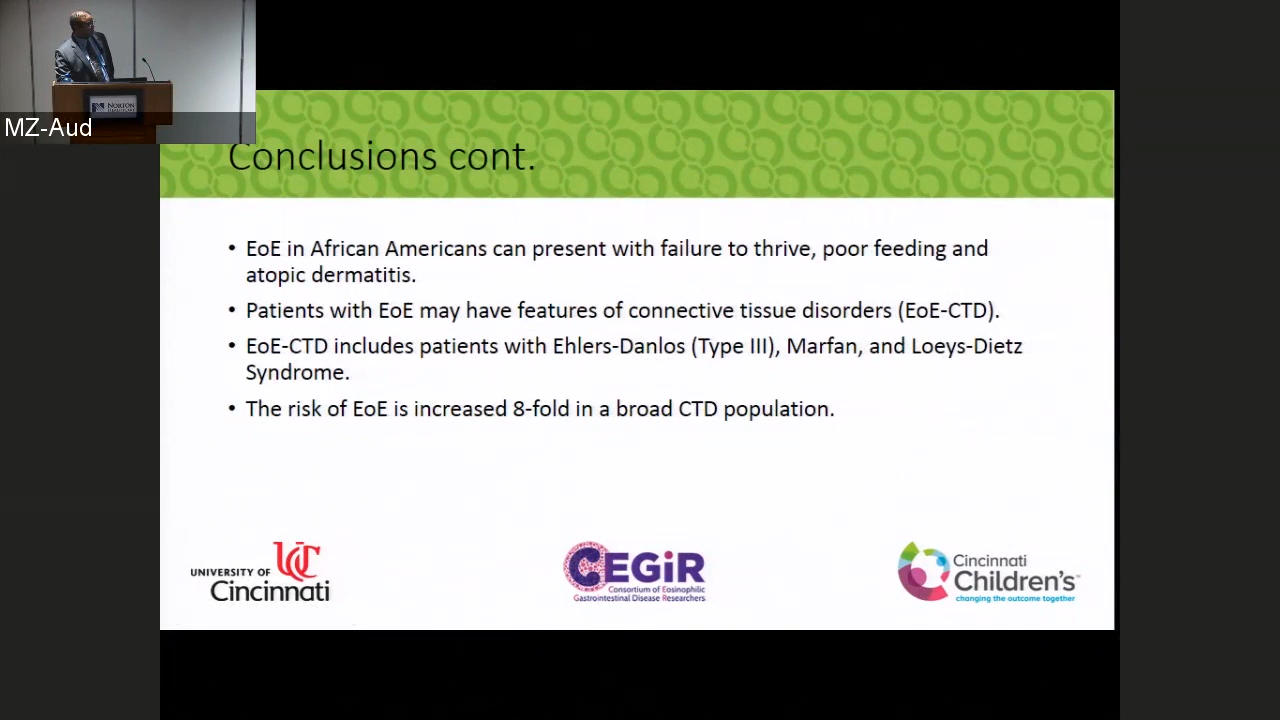 MZ-Aud
NORTON
Conclusions cont.
• EoE in African Americans can present with failure to thrive, poor feeding and
atopic dermatitis.
• Patients with EoE may have features of connective tissue disorders (EoE-CTD).
• EoE-CTD includes patients with Ehlers-Danlos (Type III), Marfan, and Loeys-Dietz
Syndrome.
• The risk of EoE is increased 8-fold in a broad CTD population.
UC
UNIVERSITY OF
Cincinnati
CEGiR
Consortium of Eosinophilic
Gastrointestinal Disease Researchers
Cincinnati
Children's™
changing the outcome together